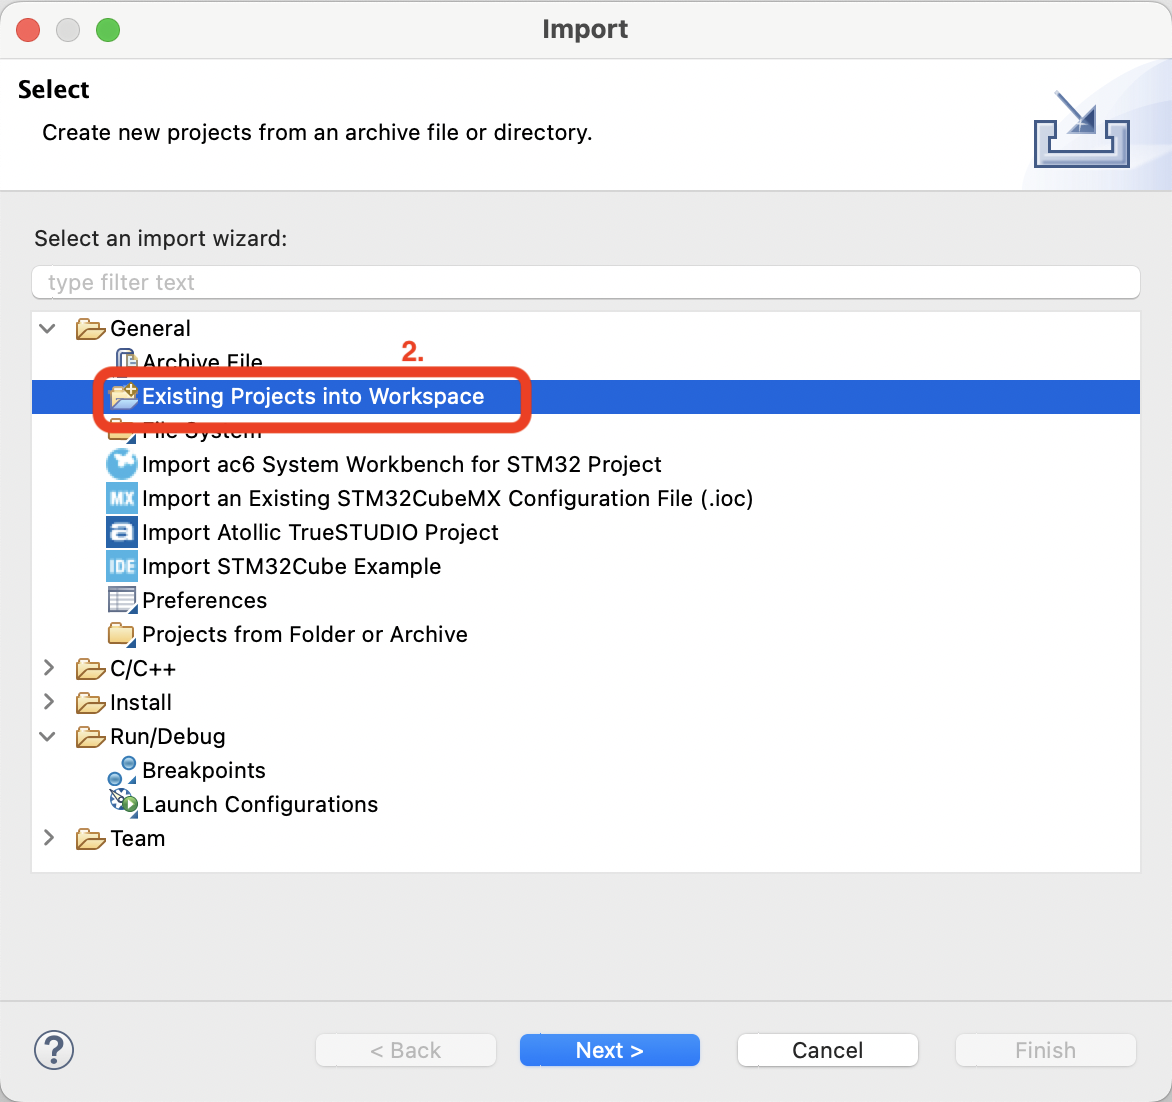 Import
Select
Create new projects from an archive file or directory.
Select an import wizard:
type filter text
General
2.
Archive File
Existing Projects into Workspace
File System
Import ac6 System Workbench for STM32 Project
MX Import an Existing STM32CubeMX Configuration File (.ioc)
a Import Atollic TrueSTUDIO Project
IDE Import STM32Cube Example
Preferences
Projects from Folder or Archive
C/C++
Install
Run/Debug
Breakpoints
Launch Configurations
Team
? < Back Next > Cancel Finish